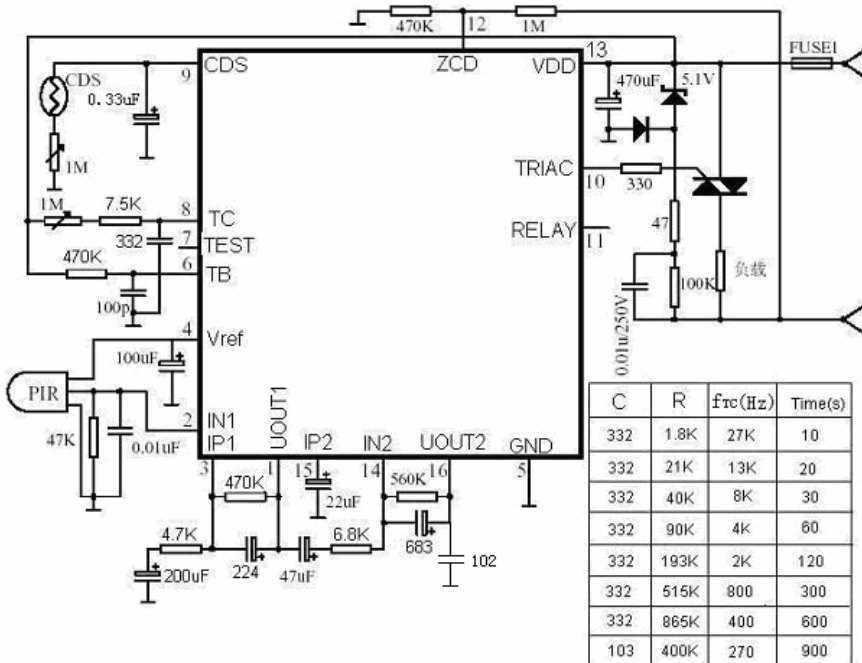 470K
12
1M
13
FUSE1
CDS
ZCD
VDD
9
CDS
0.33uF
470uF
5.1V
1M
TRIAC
10
330
1M
7.5K
8
TC
332
7
TEST
RELAY
11
47
470K
6
TB
100p
100K
负载
0.01u/250V
4
Vref
100uF
PIR
2
IN1
IP1
UOUT1
IP2
IN2
UOUT2
GND
47K
0.01uF
3
1
15
14
16
5
470K
22uF
560K
4.7K
6.8K
200uF
224
47uF
683
102
C R fTC(Hz) Time(s)
332 1.8K 27K 10
332 21K 13K 20
332 40K 8K 30
332 90K 4K 60
332 193K 2K 120
332 515K 800 300
332 865K 400 600
103 400K 270 900